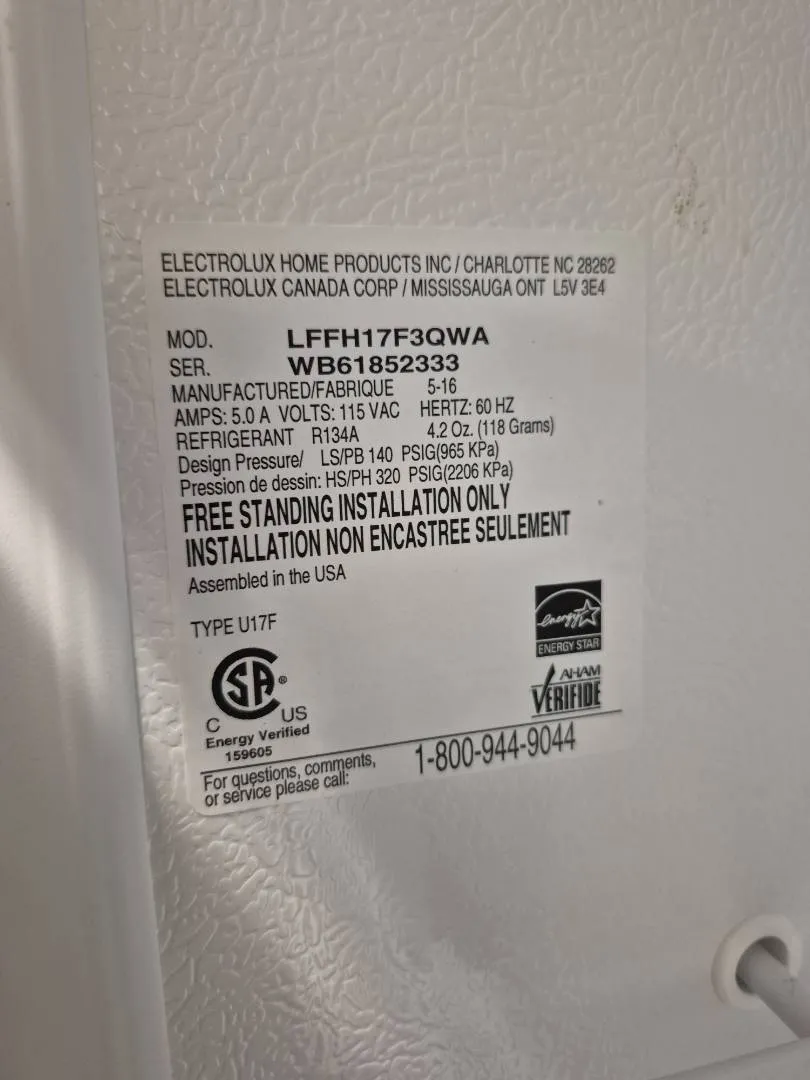 ELECTROLUX HOME PRODUCTS INC / CHARLOTTE NC 28262
ELECTROLUX CANADA CORP / MISSISSAUGA ONT L5V 3E4
MOD. LFFH17F3QWA
SER. WB61852333
MANUFACTURED/FABRIQUE 5-16
AMPS: 5.0 A VOLTS: 115 VAC HERTZ: 60 HZ
REFRIGERANT R134A 4.2 Oz. (118 Grams)
Design Pressure/ LS/PB 140 PSIG(965 KPa)
Pression de dessin: HS/PH 320 PSIG(2206 KPa)
FREE STANDING INSTALLATION ONLY
INSTALLATION NON ENCASTREE SEULEMENT
Assembled in the USA
TYPE U17F
energy
ENERGY STAR
SA®
C US
Energy Verified
159605
AHAM
VERIFIDE
For questions, comments,
or service please call: 1-800-944-9044